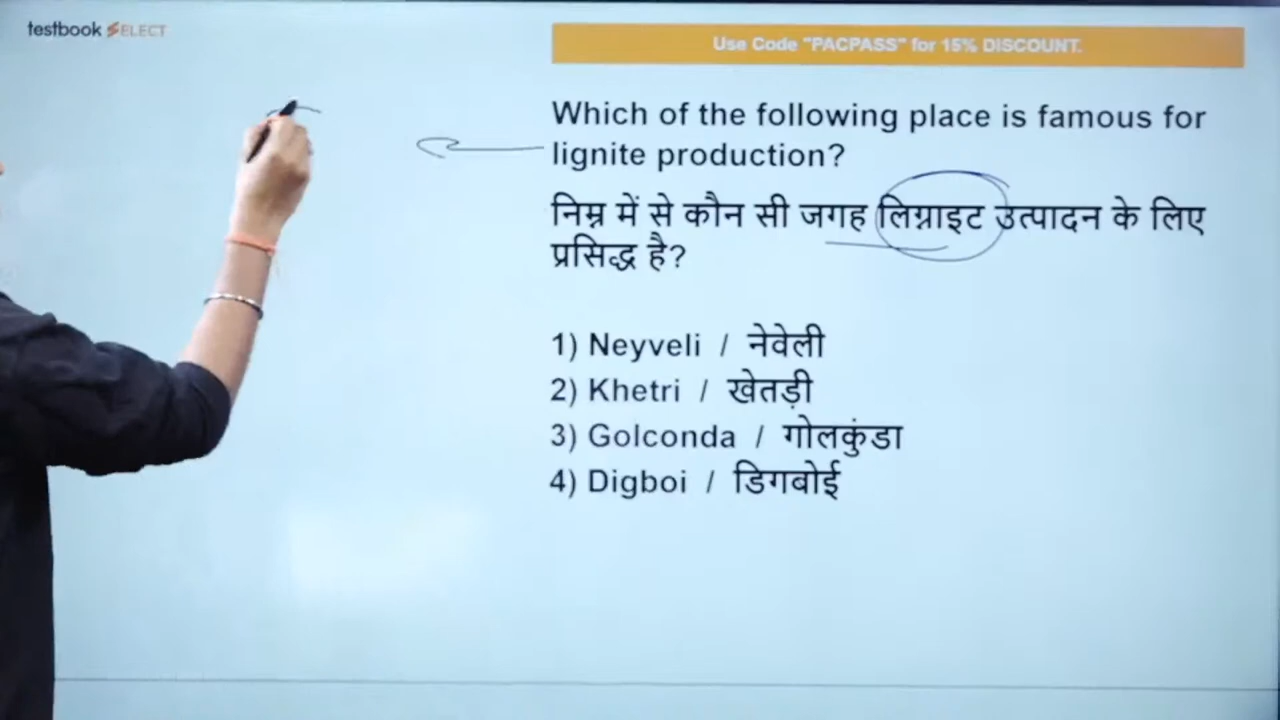 testbook SELECT
Use Code "PACPASS" for 15% DISCOUNT.
Which of the following place is famous for
lignite production?
निम्न में से कौन सी जगह लिग्नाइट उत्पादन के लिए
प्रसिद्ध है?
1) Neyveli / नेवेली
2) Khetri / खेतड़ी
3) Golconda / गोलकुंडा
4) Digboi / डिगबोई